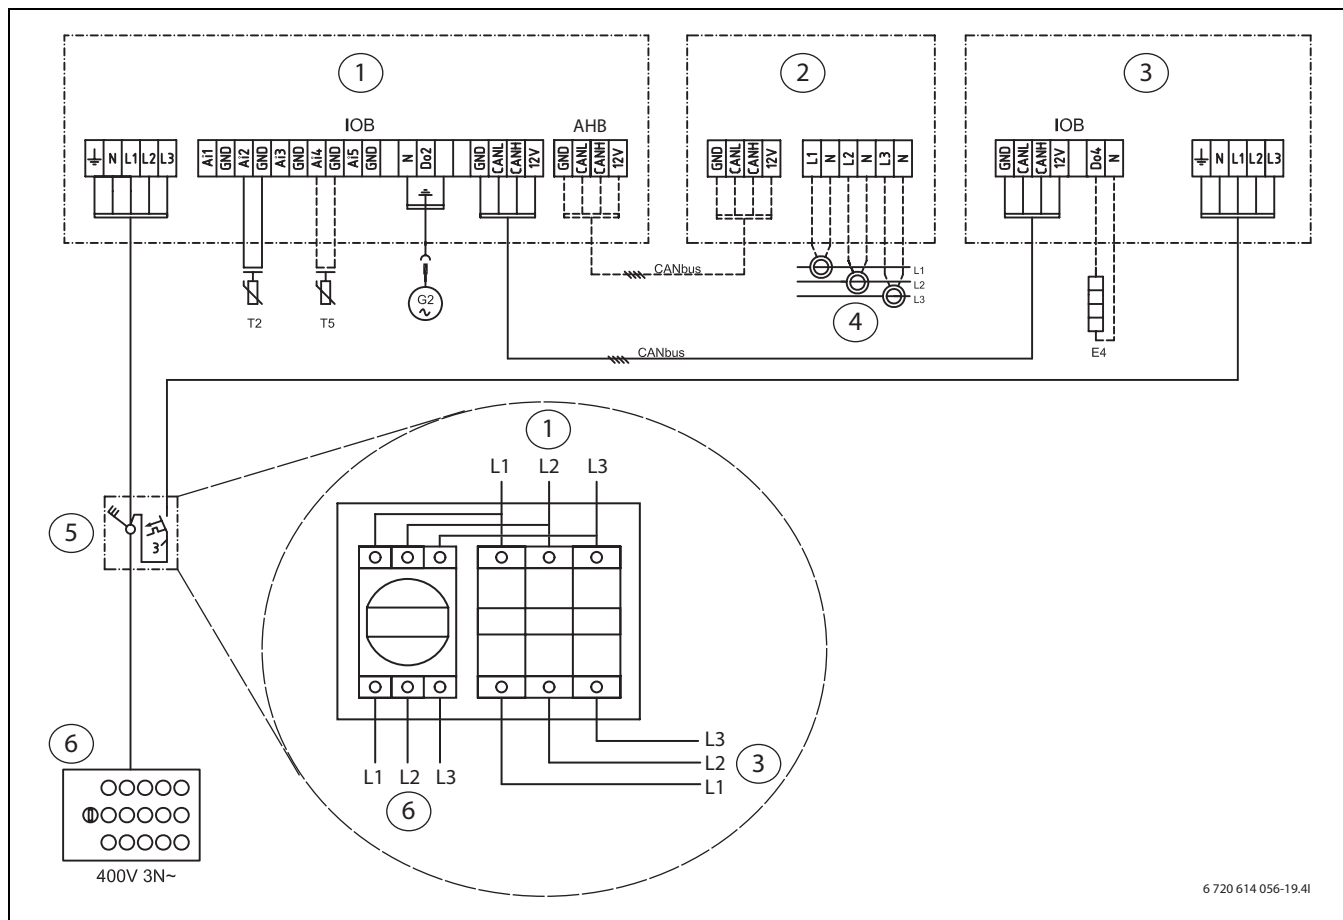 1
2
3
IOB
AHB
IOB
N L1 L2 L3
Ai1 GND Ai2 GND Ai3 GND Ai4 GND Ai5 GND N Do2 GND CANL CANH 12V
GND CANL CANH 12V
GND CANL CANH 12V
L1 N L2 N L3 N
GND CANL CANH 12V Do4 N
N L1 L2 L3
CANbus
L1
L2
L3
G2
~
T2
T5
4
CANbus
E4
1
L1 L2 L3
5
3
L3
L2
L1
3
6
L1 L2 L3
6
400V 3N~
6 720 614 056-19.4I